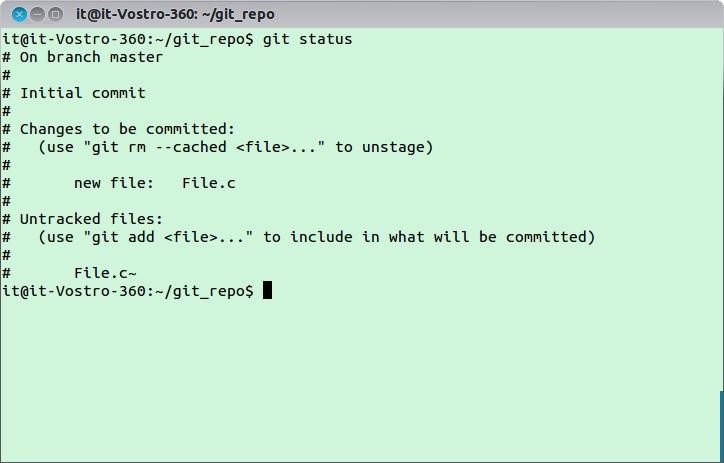 it@it-Vostro-360: ~/git_repo
it@it-Vostro-360:~/git_repo$ git status
# On branch master
#
# Initial commit
#
# Changes to be committed:
#   (use "git rm --cached <file>..." to unstage)
#
#       new file:   File.c
#
# Untracked files:
#   (use "git add <file>..." to include in what will be committed)
#
#       File.c~
it@it-Vostro-360:~/git_repo$